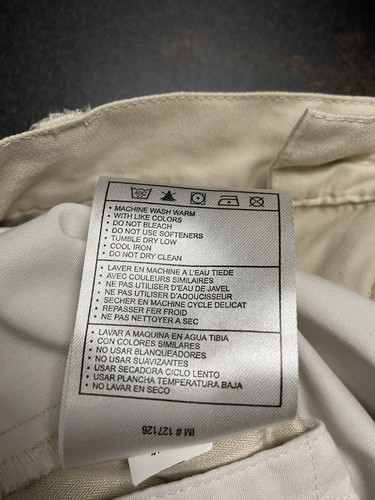 • MACHINE WASH WARM
• WITH LIKE COLORS
• DO NOT BLEACH
• DO NOT USE SOFTENERS
• TUMBLE DRY LOW
• COOL IRON
• DO NOT DRY CLEAN
• LAVER EN MACHINE A L'EAU TIEDE
• AVEC COULEURS SIMILAIRES
• NE PAS UTILISER D'EAU DE JAVEL
• NE PAS UTILISER D'ADOUCISSEUR
• SECHER EN MACHINE CYCLE DELICAT
• REPASSER FER FROID
• NE PAS NETTOYER A SEC
• LAVAR A MAQUINA EN AGUA TIBIA
• CON COLORES SIMILARES
• NO USAR BLANQUEADORES
• NO USAR SUAVIZANTES
• USAR SECADORA CICLO LENTO
• USAR PLANCHA TEMPERATURA BAJA
• NO LAVAR EN SECO
IM # 127126